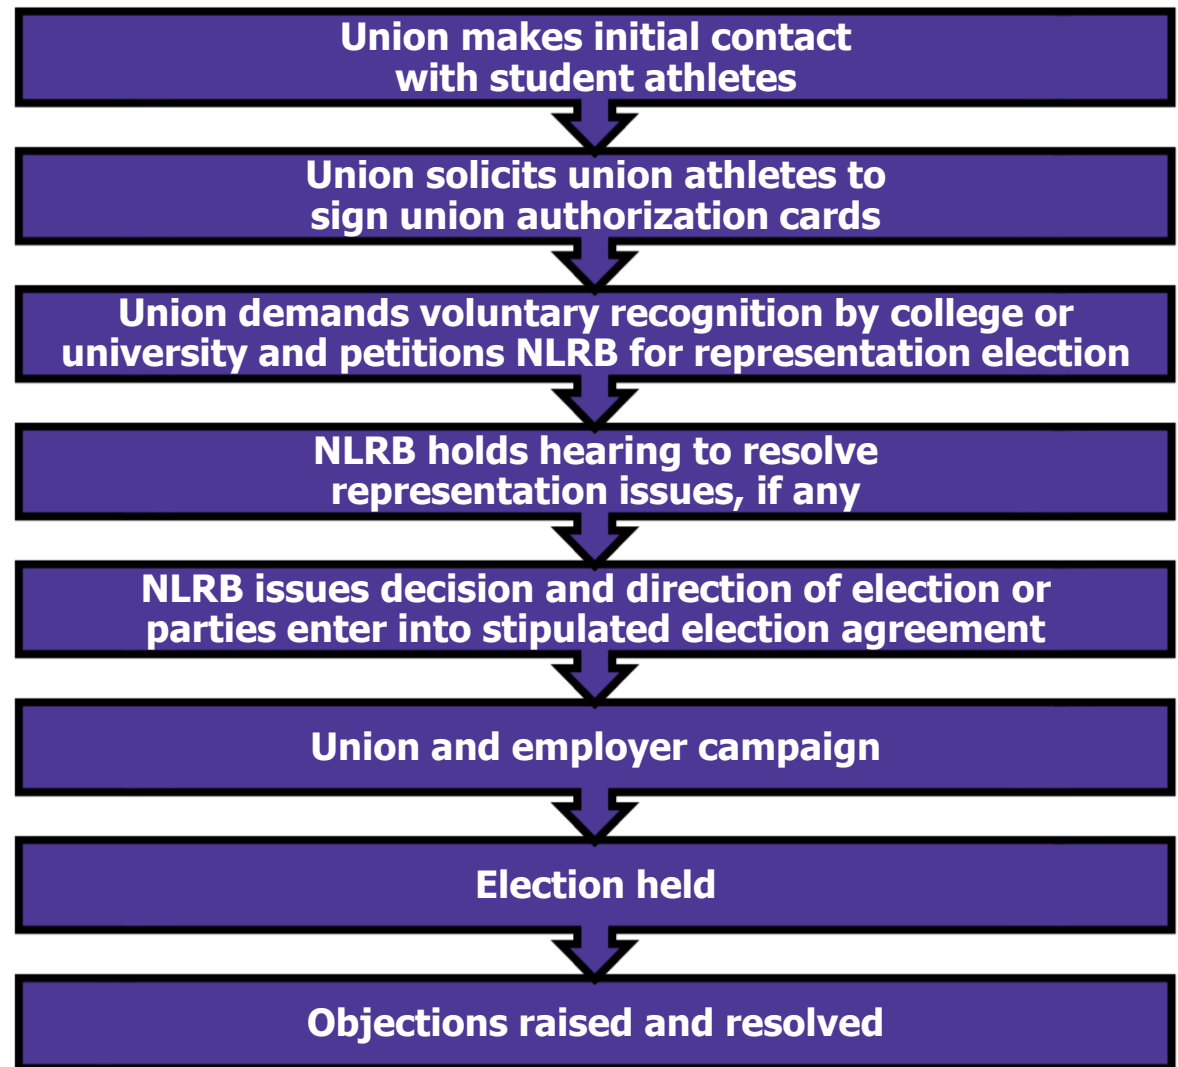 Union makes initial contact
with student athletes
Union solicits union athletes to
sign union authorization cards
Union demands voluntary recognition by college or
university and petitions NLRB for representation election
NLRB holds hearing to resolve
representation issues, if any
NLRB issues decision and direction of election or
parties enter into stipulated election agreement
Union and employer campaign
Election held
Objections raised and resolved